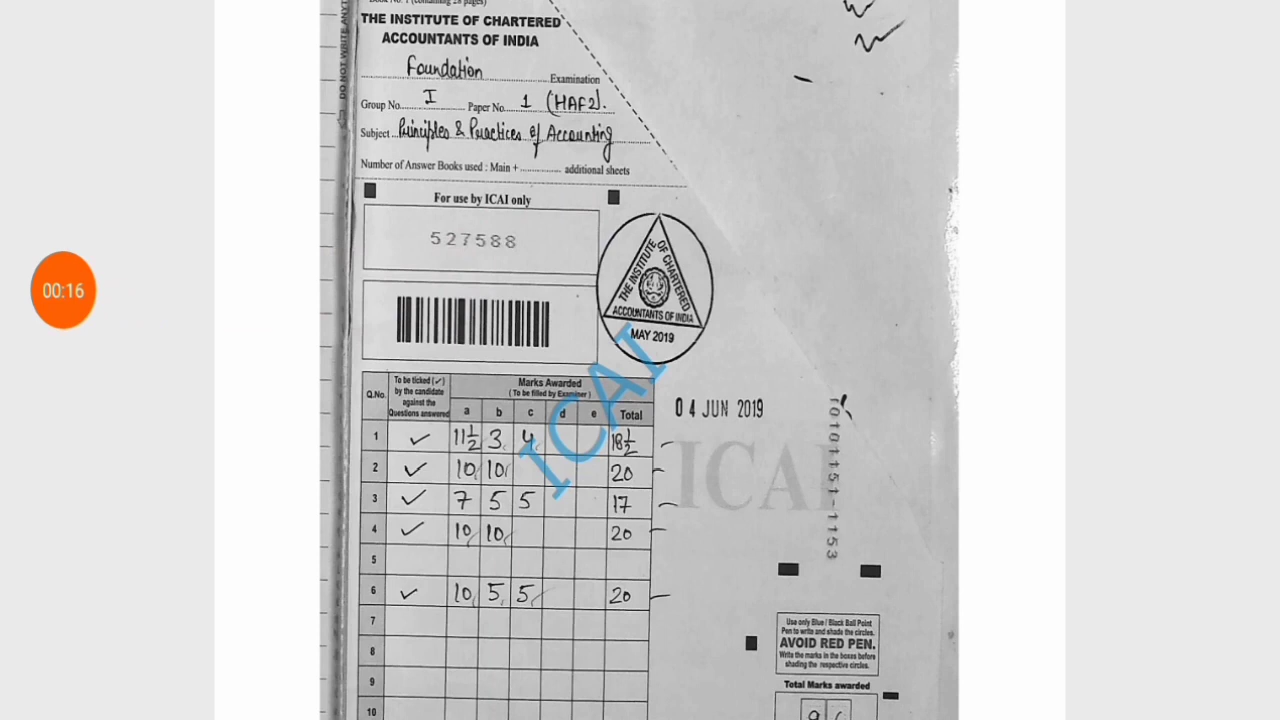 THE INSTITUTE OF CHARTERED
ACCOUNTANTS OF INDIA
Foundation
Examination
Group No. I Paper No. 1 (HAF2).
Subject Principles & Practices of Accounting
Number of Answer Books used : Main + additional sheets
For use by ICAI only
527588
THE INSTITUTE OF CHARTERED
ACCOUNTANTS OF INDIA
MAY 2019
00:16
DO NOT WRITE ANYT
Q.No. To be ticked (✓) by the candidate against the Questions answered Marks Awarded
( To be filled by Examiner )
a b c d e Total
1 ✓ 11½ 3 4 18½
2 ✓ 10 10 20
3 ✓ 7 5 5 17
4 ✓ 10 10 20
5
6 ✓ 10 5 5 20
7
8
9
10
ICAI
04 JUN 2019
ICAI
10101151-1153
Use only Blue / Black Ball Point
Pen to write and shade the circles.
AVOID RED PEN.
Write the marks in the boxes before
shading the respective circles.
Total Marks awarded